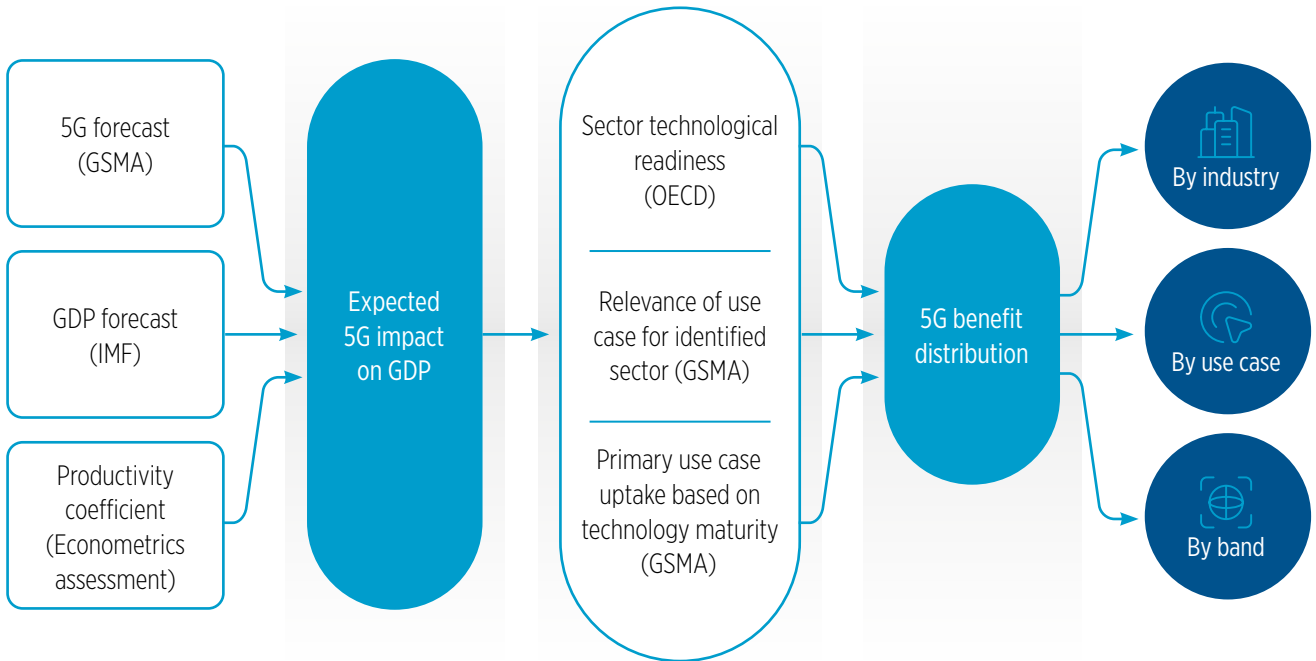 5G forecast
(GSMA)
GDP forecast
(IMF)
Productivity
coefficient
(Econometrics
assessment)
Expected
5G impact
on GDP
Sector technological
readiness
(OECD)
Relevance of use
case for identified
sector (GSMA)
Primary use case
uptake based on
technology maturity
(GSMA)
5G benefit
distribution
By industry
By use case
By band